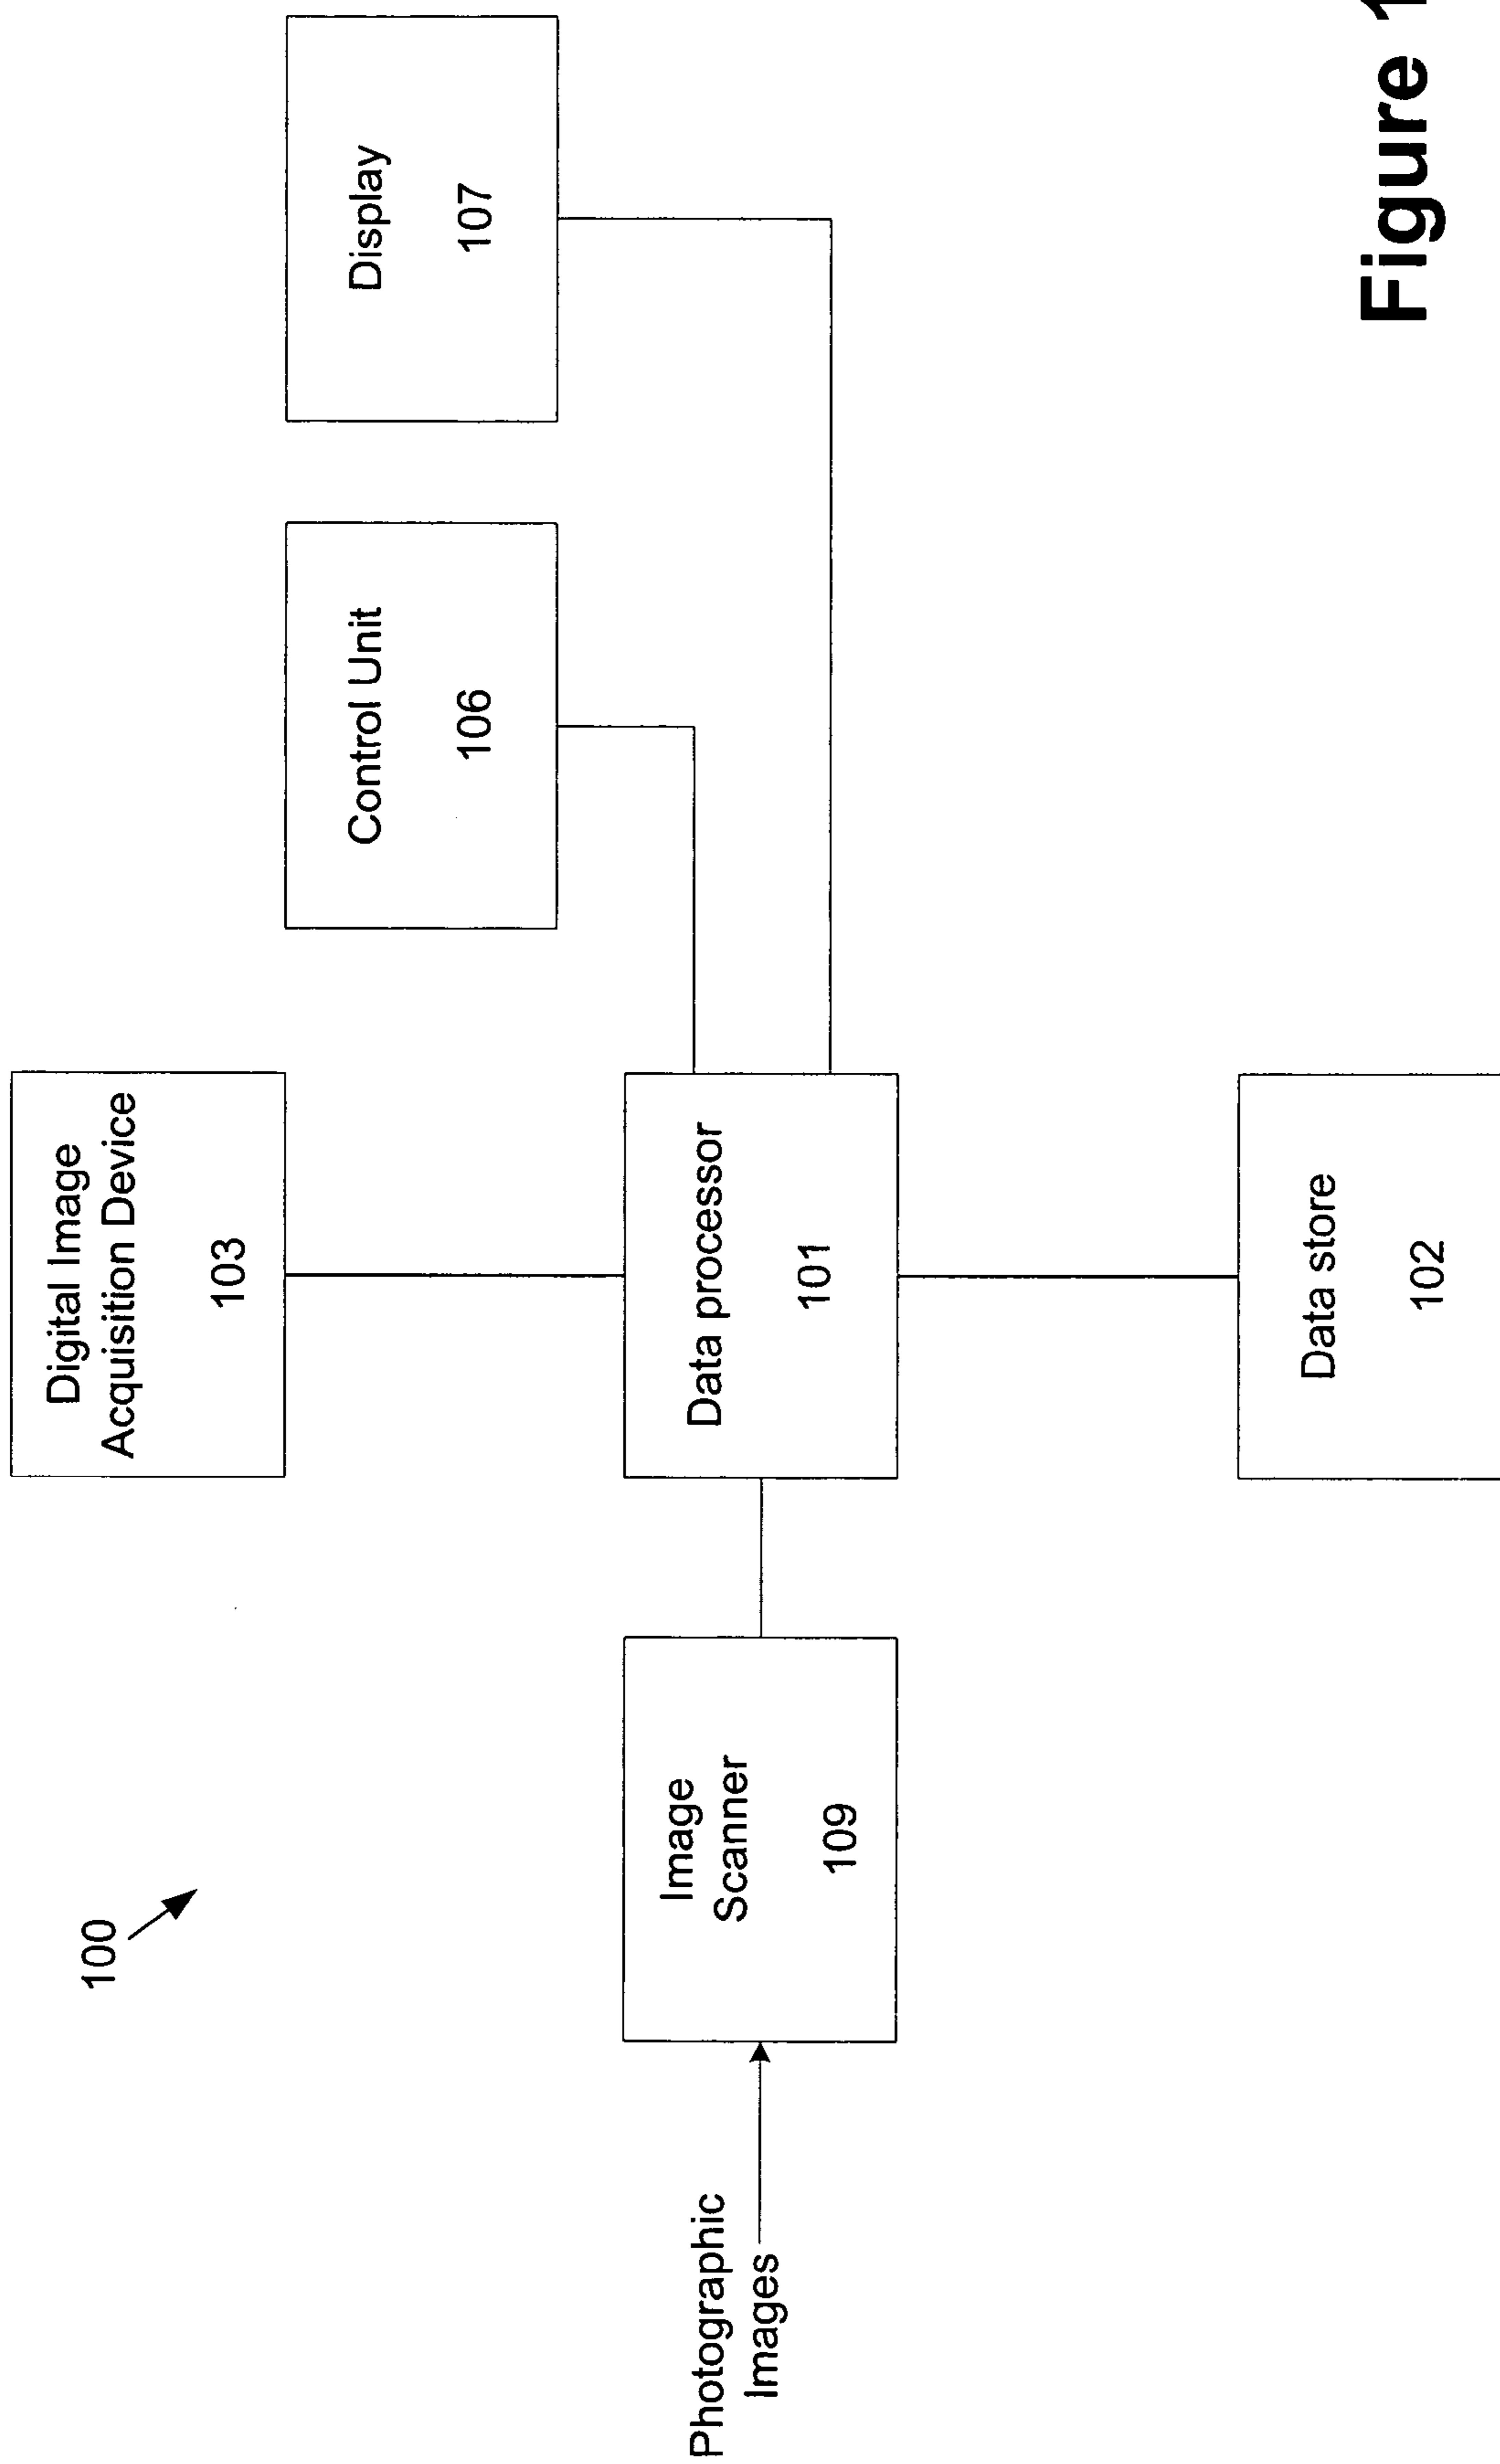 100
Digital Image
Acquisition Device
103
Photographic
Images
Image
Scanner
109
Data processor
101
Control Unit
106
Display
107
Data store
102
Figure 1